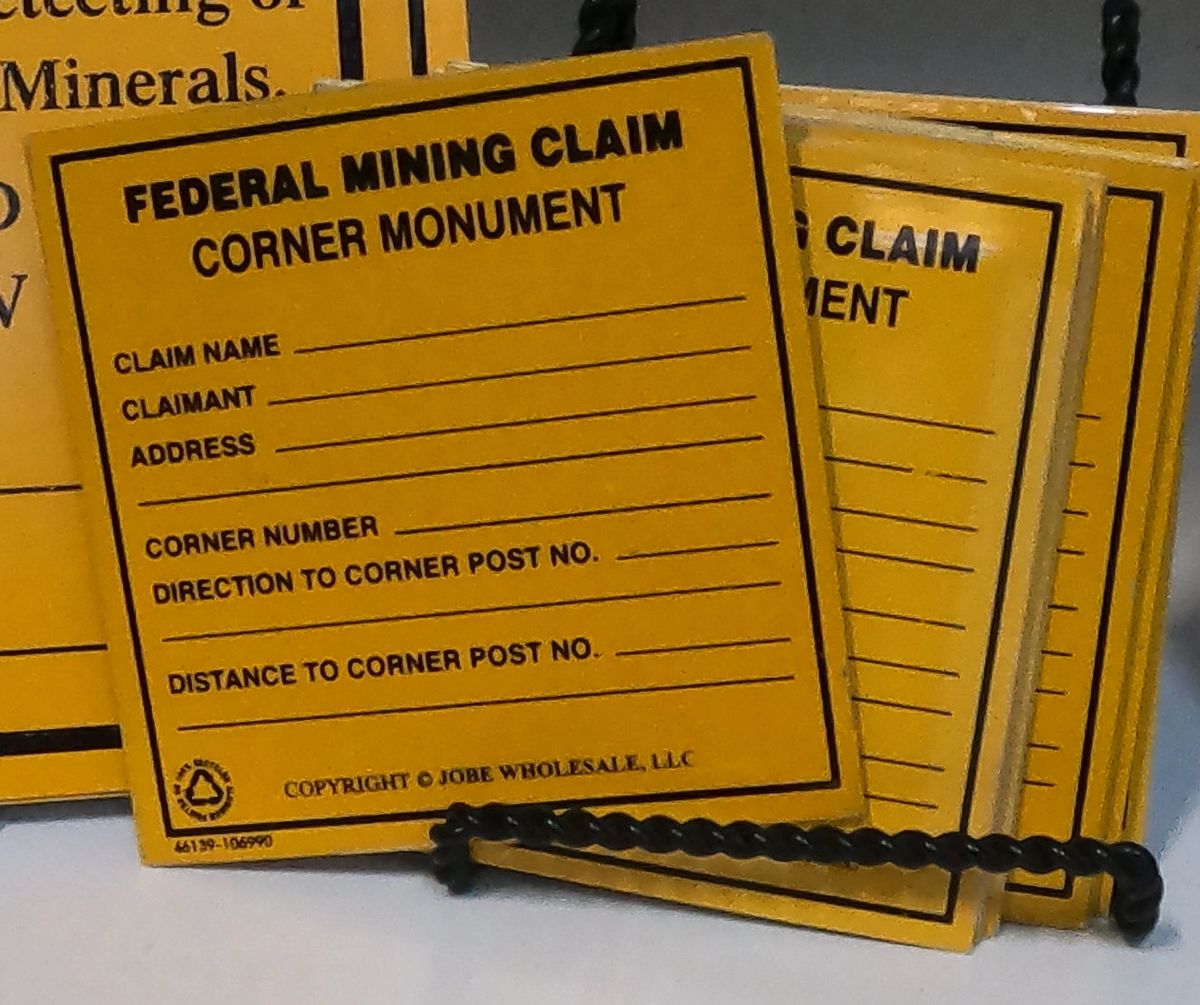 Minerals.
FEDERAL MINING CLAIM
CORNER MONUMENT
CLAIM NAME
CLAIMANT
ADDRESS
CORNER NUMBER
DIRECTION TO CORNER POST NO.
DISTANCE TO CORNER POST NO.
COPYRIGHT © JOBE WHOLESALE, LLC
46139-106990
CLAIM